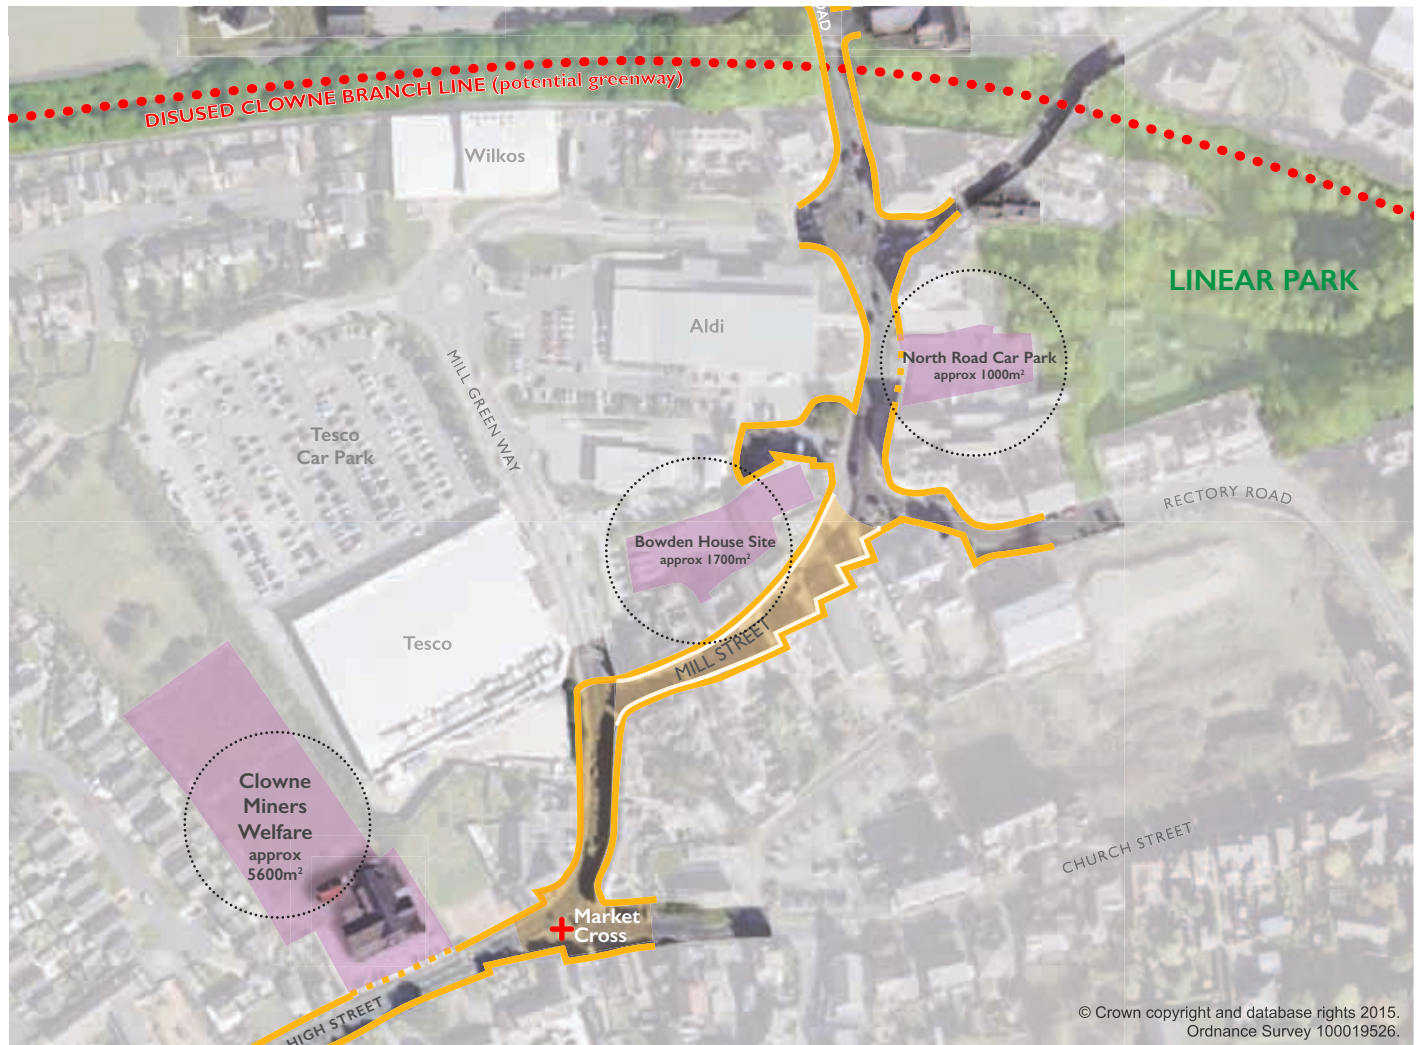 OAD
DISUSED CLOWNE BRANCH LINE (potential greenway)
Wilkos
LINEAR PARK
Aldi
North Road Car Park
approx 1000m²
MILL GREEN WAY
Tesco
Car Park
RECTORY ROAD
Bowden House Site
approx 1700m²
Tesco
MILL STREET
Clowne
Miners
Welfare
approx
5600m²
CHURCH STREET
Market
Cross
HIGH STREET
© Crown copyright and database rights 2015.
Ordnance Survey 100019526.